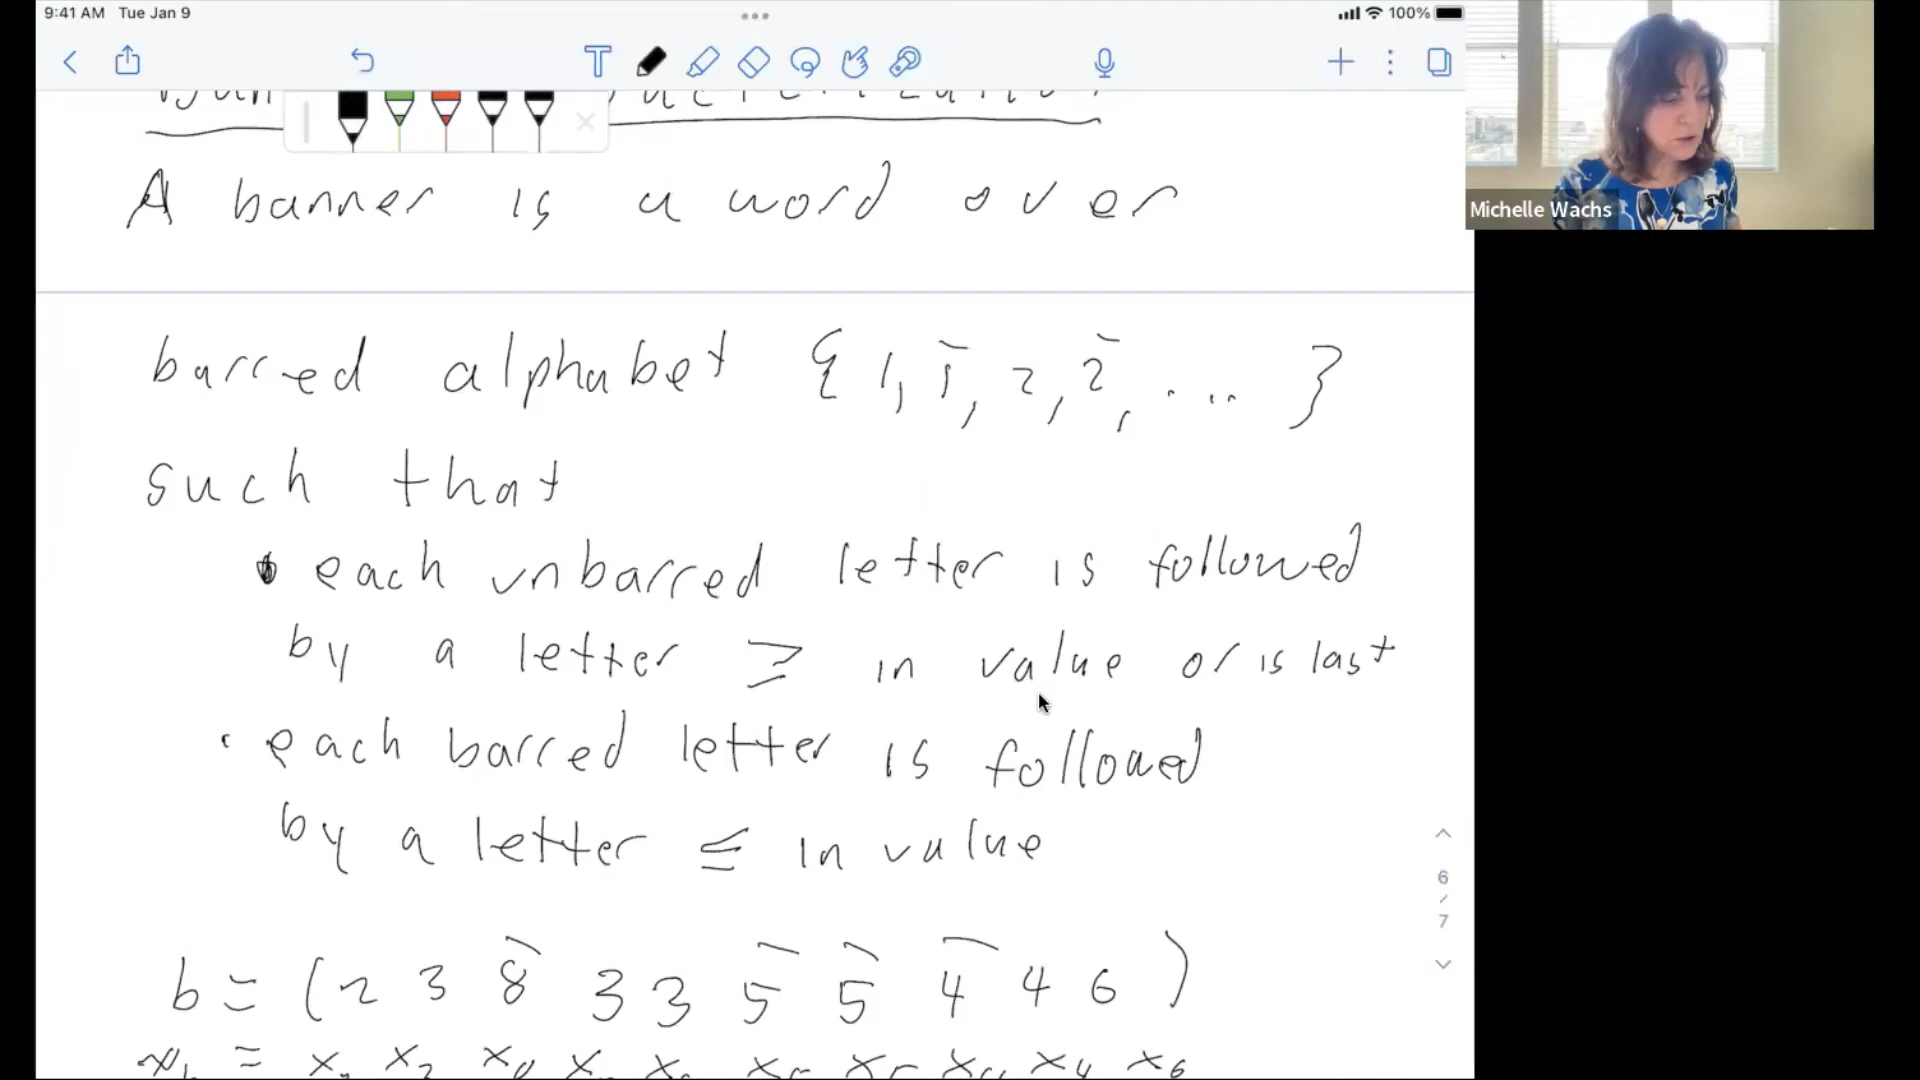 9:41 AM Tue Jan 9
100%
Michelle Wachs
A banner is a word over
barred alphabet { 1, 1̄, 2, 2̄, .... }
such that
• each unbarred letter is followed
by a letter ≥ in value or is last
• each barred letter is followed
by a letter ≤ in value
6
/
7
b = (2 3 8̄ 3 3 5̄ 5̄ 4̄ 4 6)